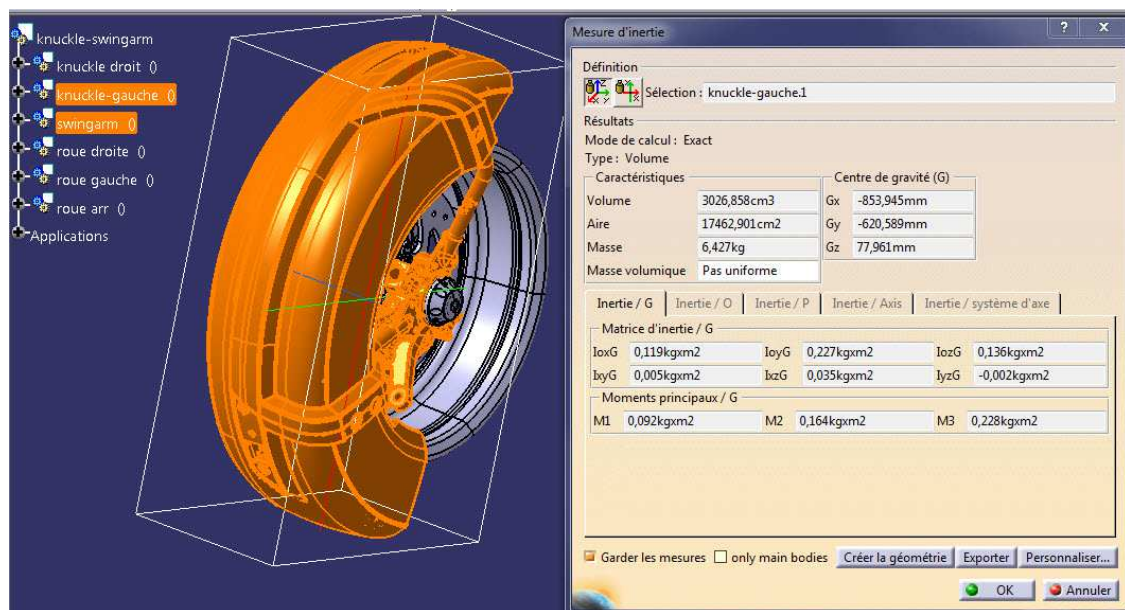 knuckle-swingarm
knuckle droit ()
knuckle-gauche ()
swingarm ()
roue droite ()
roue gauche ()
roue arr ()
Applications
Mesure d'inertie
? X
Définition
Sélection : knuckle-gauche.1
Résultats
Mode de calcul : Exact
Type : Volume
Caractéristiques Centre de gravité (G)
Volume 3026,858cm3 Gx -853,945mm
Aire 17462,901cm2 Gy -620,589mm
Masse 6,427kg Gz 77,961mm
Masse volumique Pas uniforme
Inertie / G Inertie / O Inertie / P Inertie / Axis Inertie / système d'axe
Matrice d'inertie / G
IoxG 0,119kgxm2 IoyG 0,227kgxm2 IozG 0,136kgxm2
IxyG 0,005kgxm2 IxzG 0,035kgxm2 IyzG -0,002kgxm2
Moments principaux / G
M1 0,092kgxm2 M2 0,164kgxm2 M3 0,228kgxm2
Garder les mesures only main bodies Créer la géométrie Exporter Personnaliser...
OK Annuler